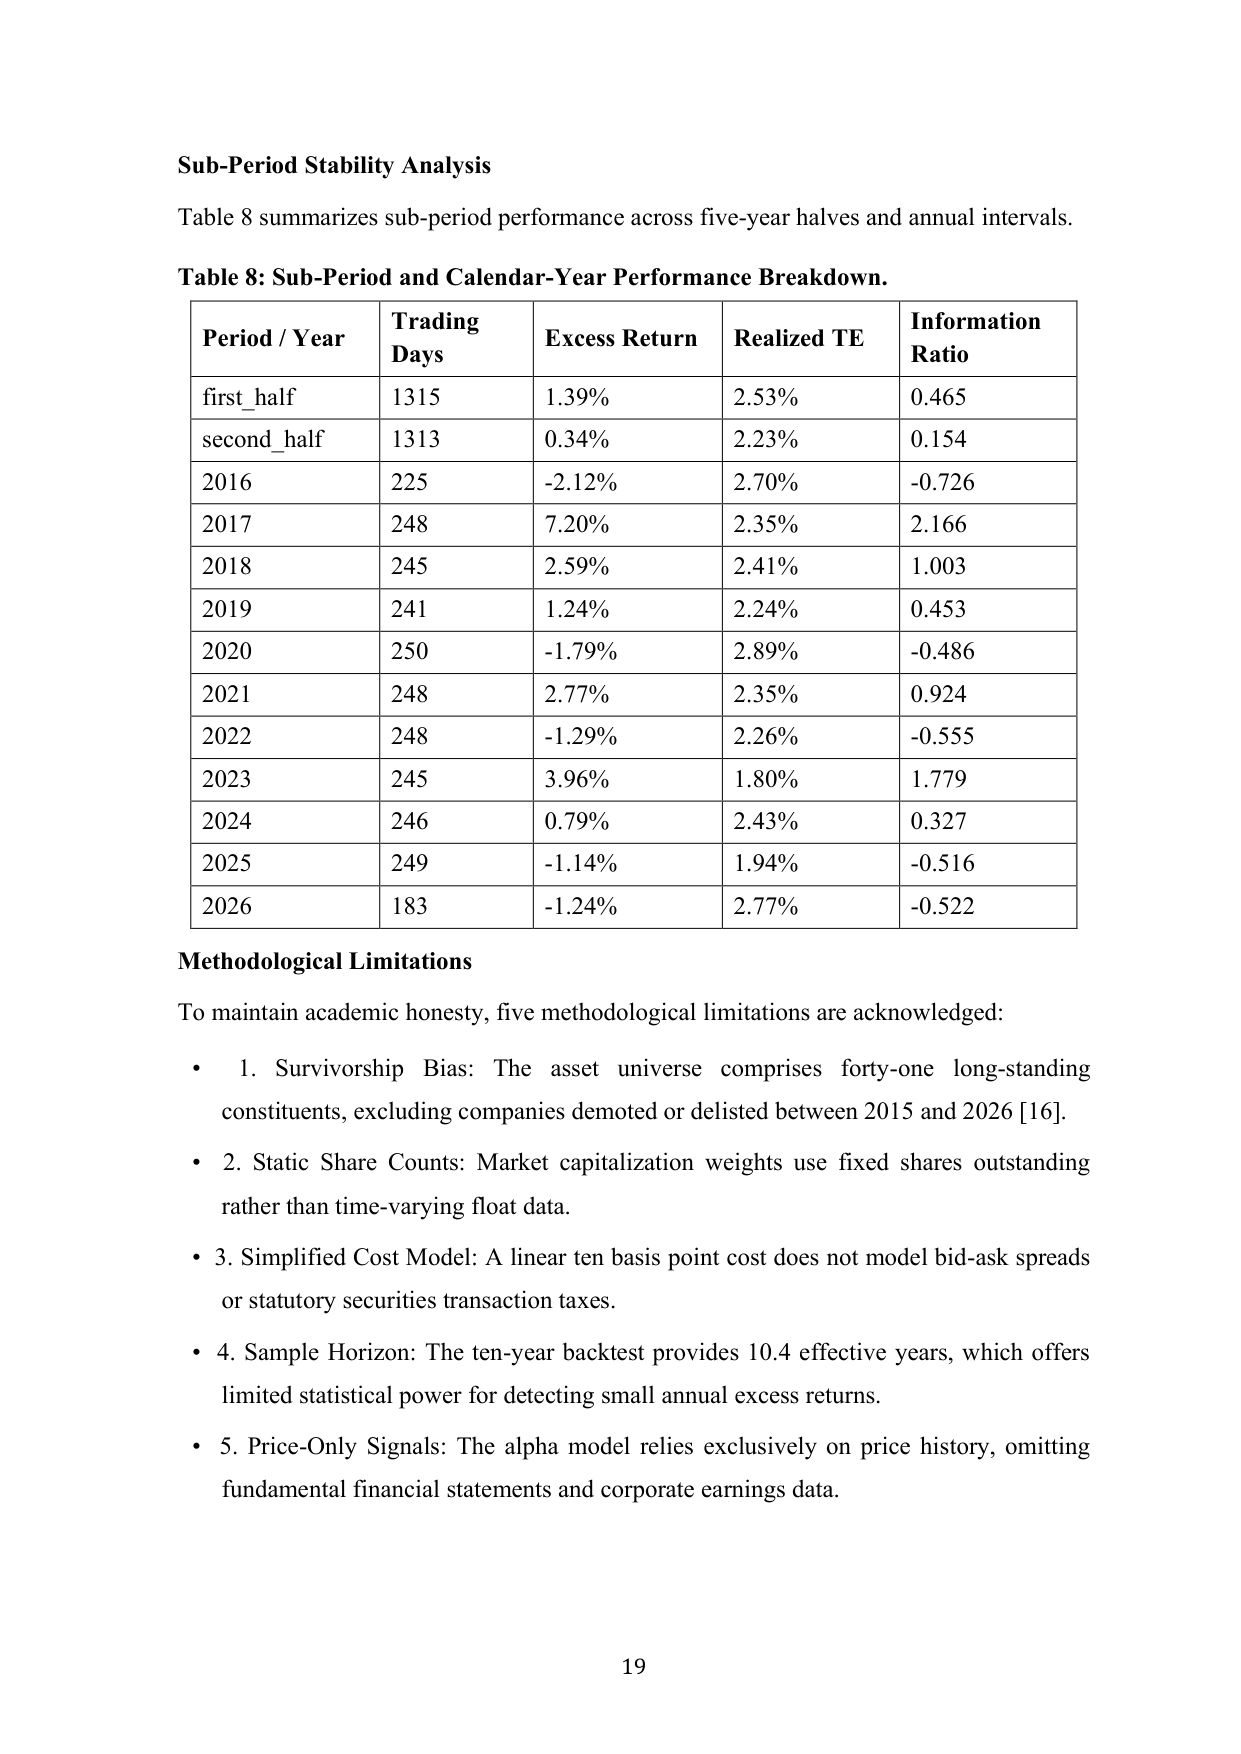 Sub-Period Stability Analysis
Table 8 summarizes sub-period performance across five-year halves and annual intervals.
Table 8: Sub-Period and Calendar-Year Performance Breakdown.
Period / Year Trading Days Excess Return Realized TE Information Ratio
first_half 1315 1.39% 2.53% 0.465
second_half 1313 0.34% 2.23% 0.154
2016 225 -2.12% 2.70% -0.726
2017 248 7.20% 2.35% 2.166
2018 245 2.59% 2.41% 1.003
2019 241 1.24% 2.24% 0.453
2020 250 -1.79% 2.89% -0.486
2021 248 2.77% 2.35% 0.924
2022 248 -1.29% 2.26% -0.555
2023 245 3.96% 1.80% 1.779
2024 246 0.79% 2.43% 0.327
2025 249 -1.14% 1.94% -0.516
2026 183 -1.24% 2.77% -0.522
Methodological Limitations
To maintain academic honesty, five methodological limitations are acknowledged:
• 1. Survivorship Bias: The asset universe comprises forty-one long-standing
constituents, excluding companies demoted or delisted between 2015 and 2026 [16].
• 2. Static Share Counts: Market capitalization weights use fixed shares outstanding
rather than time-varying float data.
• 3. Simplified Cost Model: A linear ten basis point cost does not model bid-ask spreads
or statutory securities transaction taxes.
• 4. Sample Horizon: The ten-year backtest provides 10.4 effective years, which offers
limited statistical power for detecting small annual excess returns.
• 5. Price-Only Signals: The alpha model relies exclusively on price history, omitting
fundamental financial statements and corporate earnings data.
19